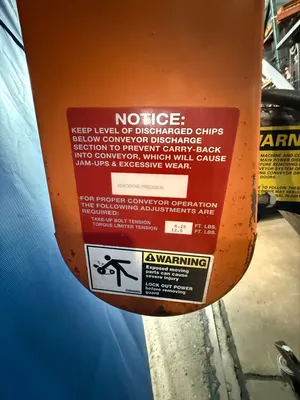 NOTICE:
KEEP LEVEL OF DISCHARGED CHIPS
BELOW CONVEYOR DISCHARGE
SECTION TO PREVENT CARRY-BACK
INTO CONVEYOR, WHICH WILL CAUSE
JAM-UPS & EXCESSIVE WEAR.
FOR PROPER CONVEYOR OPERATION
THE FOLLOWING ADJUSTMENTS ARE
REQUIRED:
TAKE-UP BOLT TENSION FT. LBS.
TORQUE LIMITER TENSION 12.5 FT. LBS.
WARNING
Exposed moving
parts can cause
severe injury
LOCK OUT POWER
before removing
guard
WARN